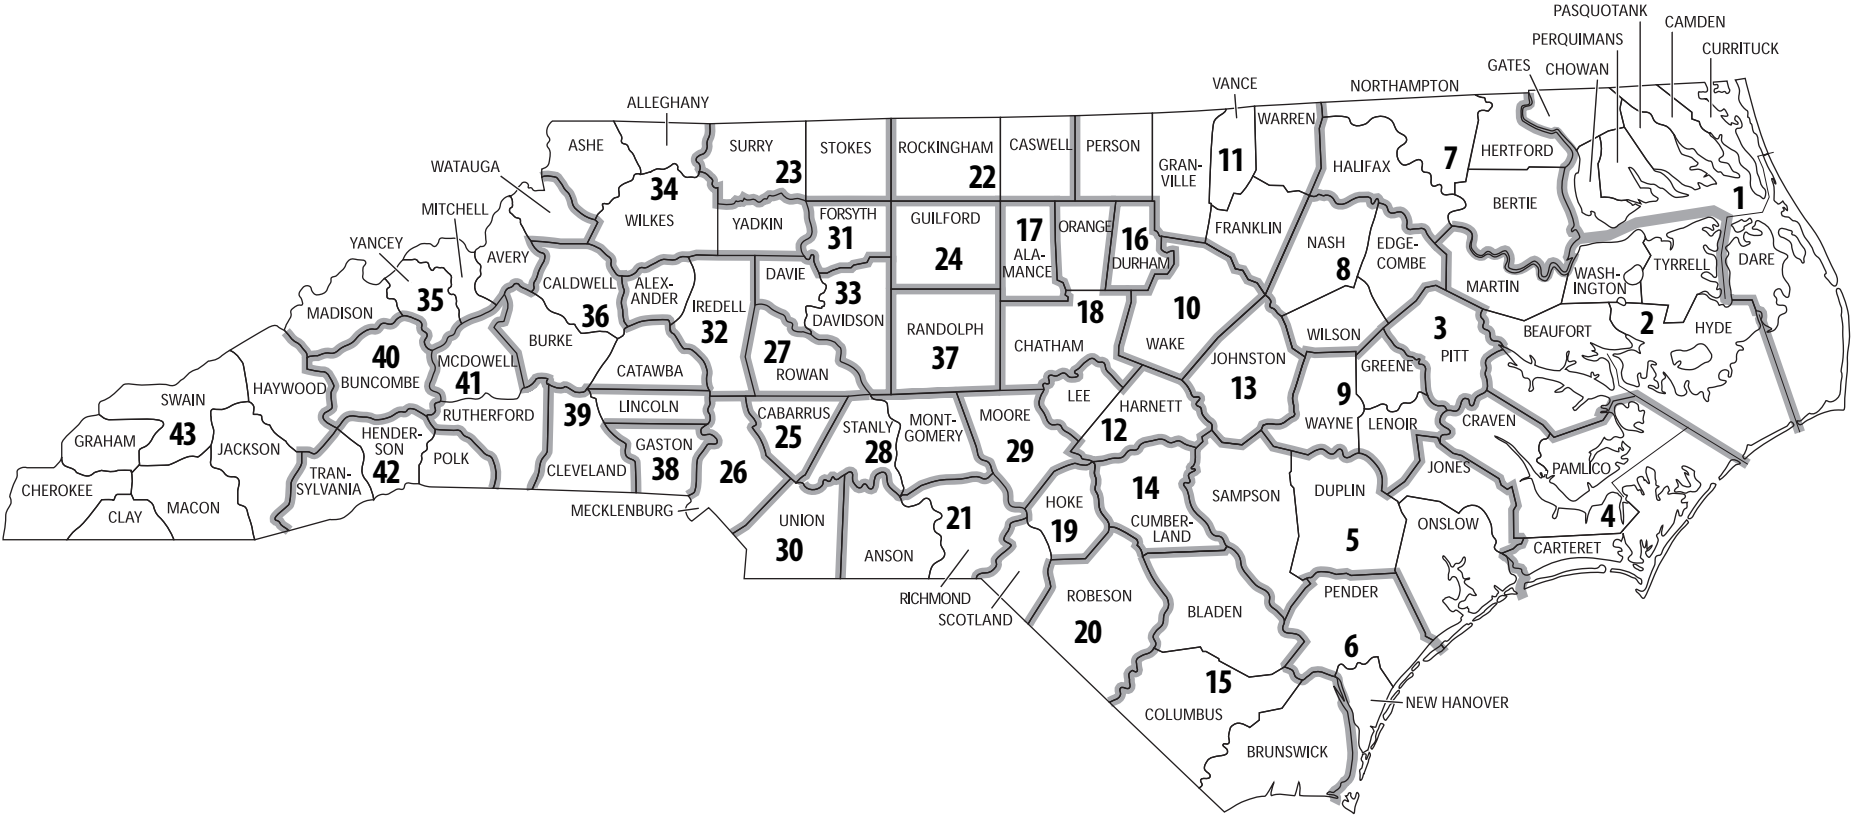 PASQUOTANK
CAMDEN
PERQUIMANS
CURRITUCK
GATES
CHOWAN
NORTHAMPTON
VANCE
ALLEGHANY
WARREN
ASHE
SURRY
STOKES
ROCKINGHAM
CASWELL
PERSON
GRAN-
VILLE
11
HALIFAX
7
HERTFORD
WATAUGA
34
23
22
1
MITCHELL
WILKES
YADKIN
FORSYTH
31
GUILFORD
24
17
ALA-
MANCE
ORANGE
16
DURHAM
FRANKLIN
NASH
8
EDGE-
COMBE
BERTIE
YANCEY
35
AVERY
CALDWELL
36
ALEX-
ANDER
IREDELL
32
DAVIE
33
DAVIDSON
MARTIN
WASH-
INGTON
TYRRELL
DARE
MADISON
BURKE
RANDOLPH
37
18
CHATHAM
10
WAKE
JOHNSTON
13
WILSON
3
PITT
BEAUFORT
2
HYDE
40
BUNCOMBE
MCDOWELL
41
CATAWBA
27
ROWAN
GREENE
HAYWOOD
SWAIN
43
RUTHERFORD
39
LINCOLN
CABARRUS
25
STANLY
28
MONT-
GOMERY
MOORE
29
LEE
HARNETT
12
9
WAYNE
LENOIR
CRAVEN
GRAHAM
JACKSON
HENDER-
SON
42
POLK
CLEVELAND
GASTON
38
26
JONES
PAMLICO
CHEROKEE
CLAY
MACON
TRAN-
SYLVANIA
MECKLENBURG
UNION
30
ANSON
21
HOKE
19
14
CUMBER-
LAND
SAMPSON
DUPLIN
5
ONSLOW
4
CARTERET
RICHMOND
SCOTLAND
ROBESON
20
BLADEN
PENDER
6
15
COLUMBUS
NEW HANOVER
BRUNSWICK